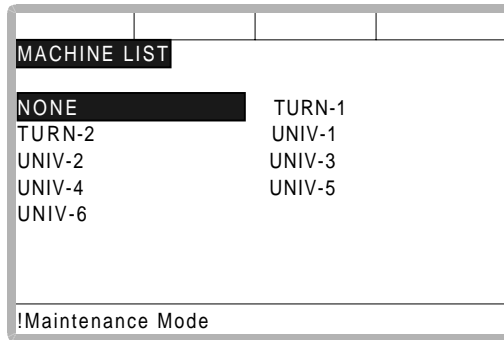 MACHINE LIST
NONE TURN-1
TURN-2 UNIV-1
UNIV-2 UNIV-3
UNIV-4 UNIV-5
UNIV-6
!Maintenance Mode